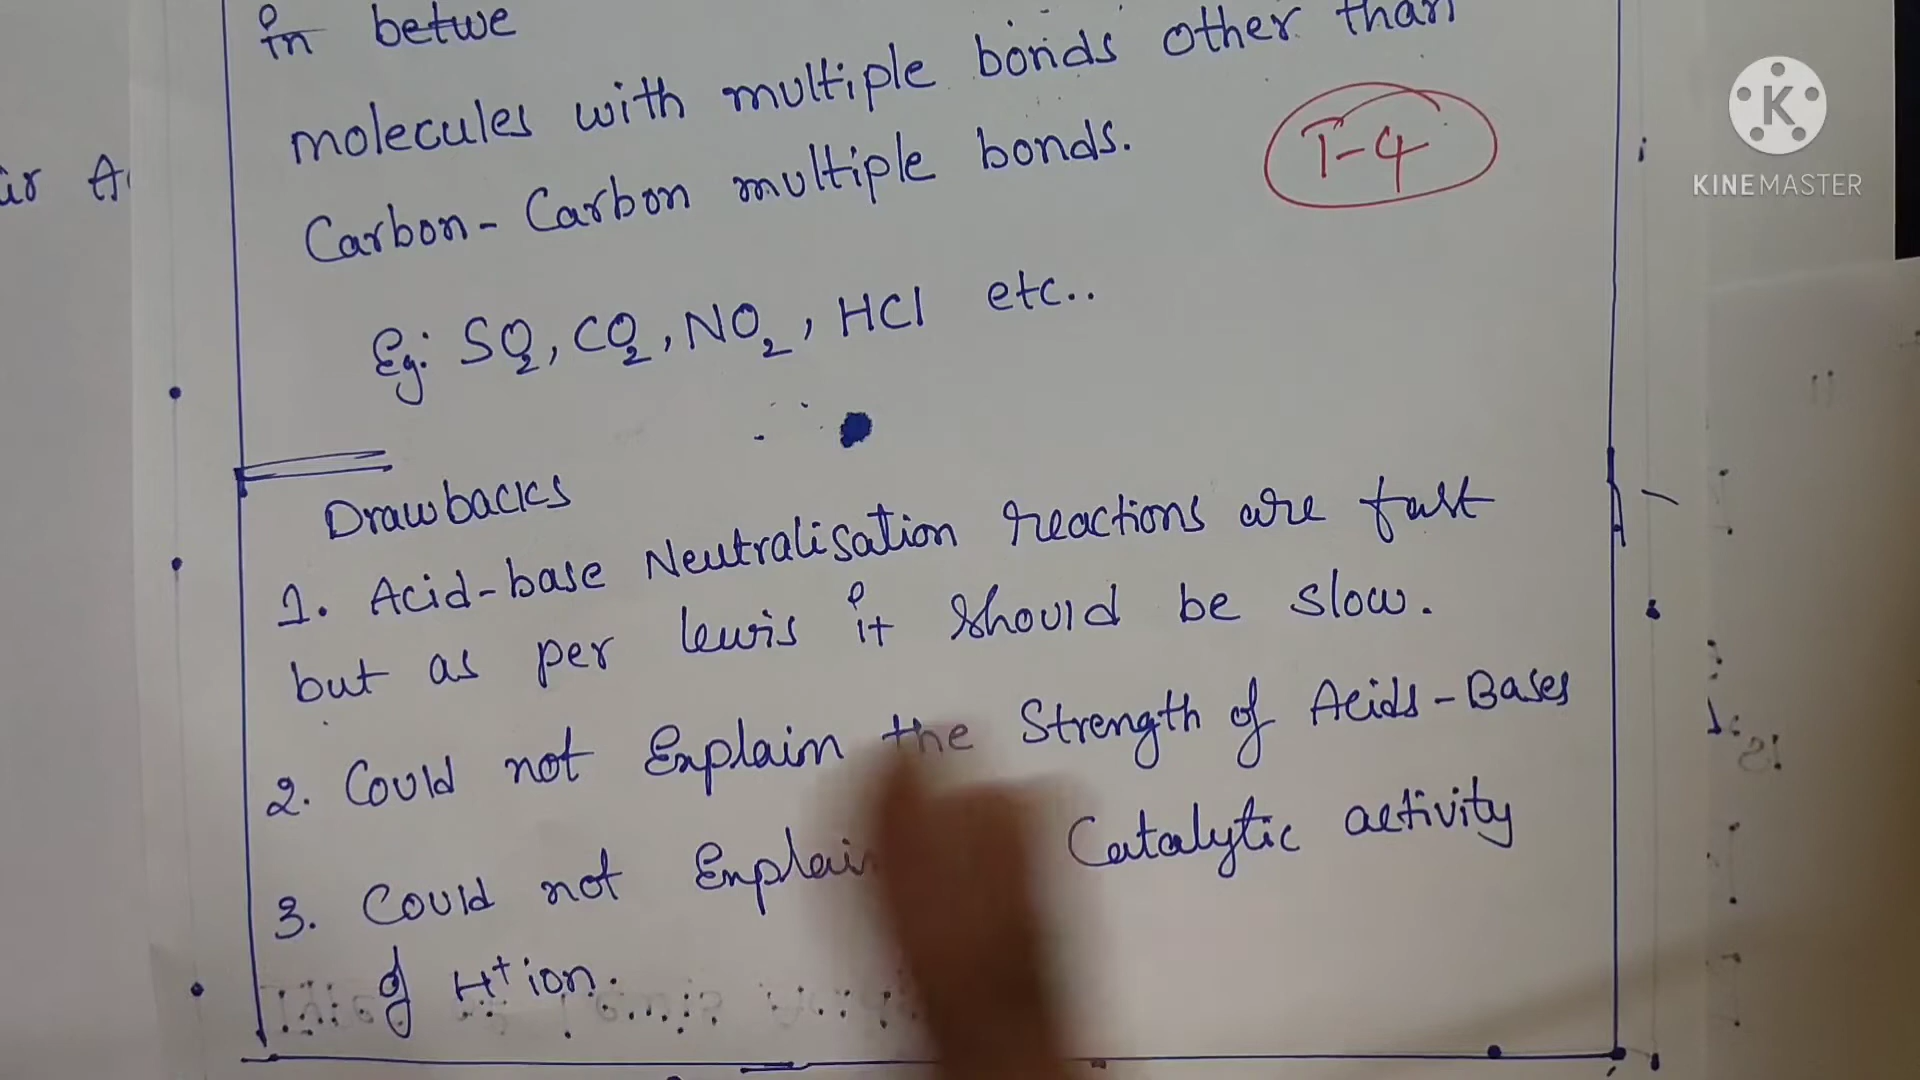 in betwe
molecules with multiple bonds other than
Carbon-Carbon multiple bonds.
T-4
KINEMASTER
Eg: SO2, CO2, NO2, HCl etc..
Drawbacks
1. Acid-base Neutralisation reactions are fast
but as per lewis it should be slow.
2. Could not Explain the Strength of Acids-Bases
3. Could not Explain Catalytic activity
of H+ ion.